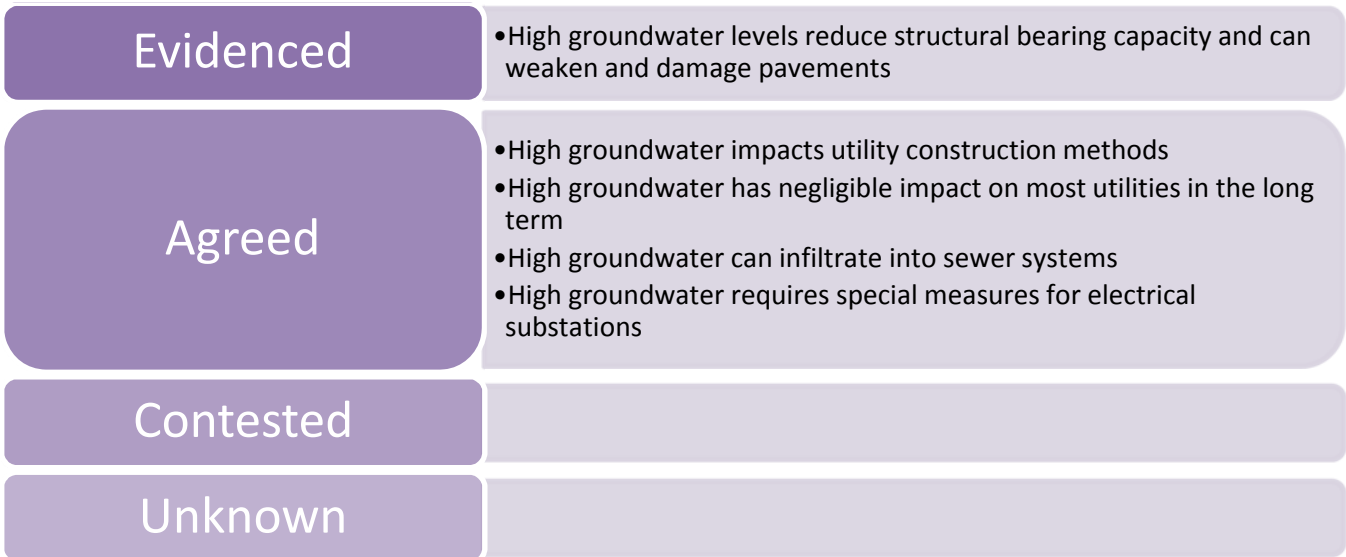 Evidenced
•High groundwater levels reduce structural bearing capacity and can
weaken and damage pavements
Agreed
•High groundwater impacts utility construction methods
•High groundwater has negligible impact on most utilities in the long
term
•High groundwater can infiltrate into sewer systems
•High groundwater requires special measures for electrical
substations
Contested
Unknown